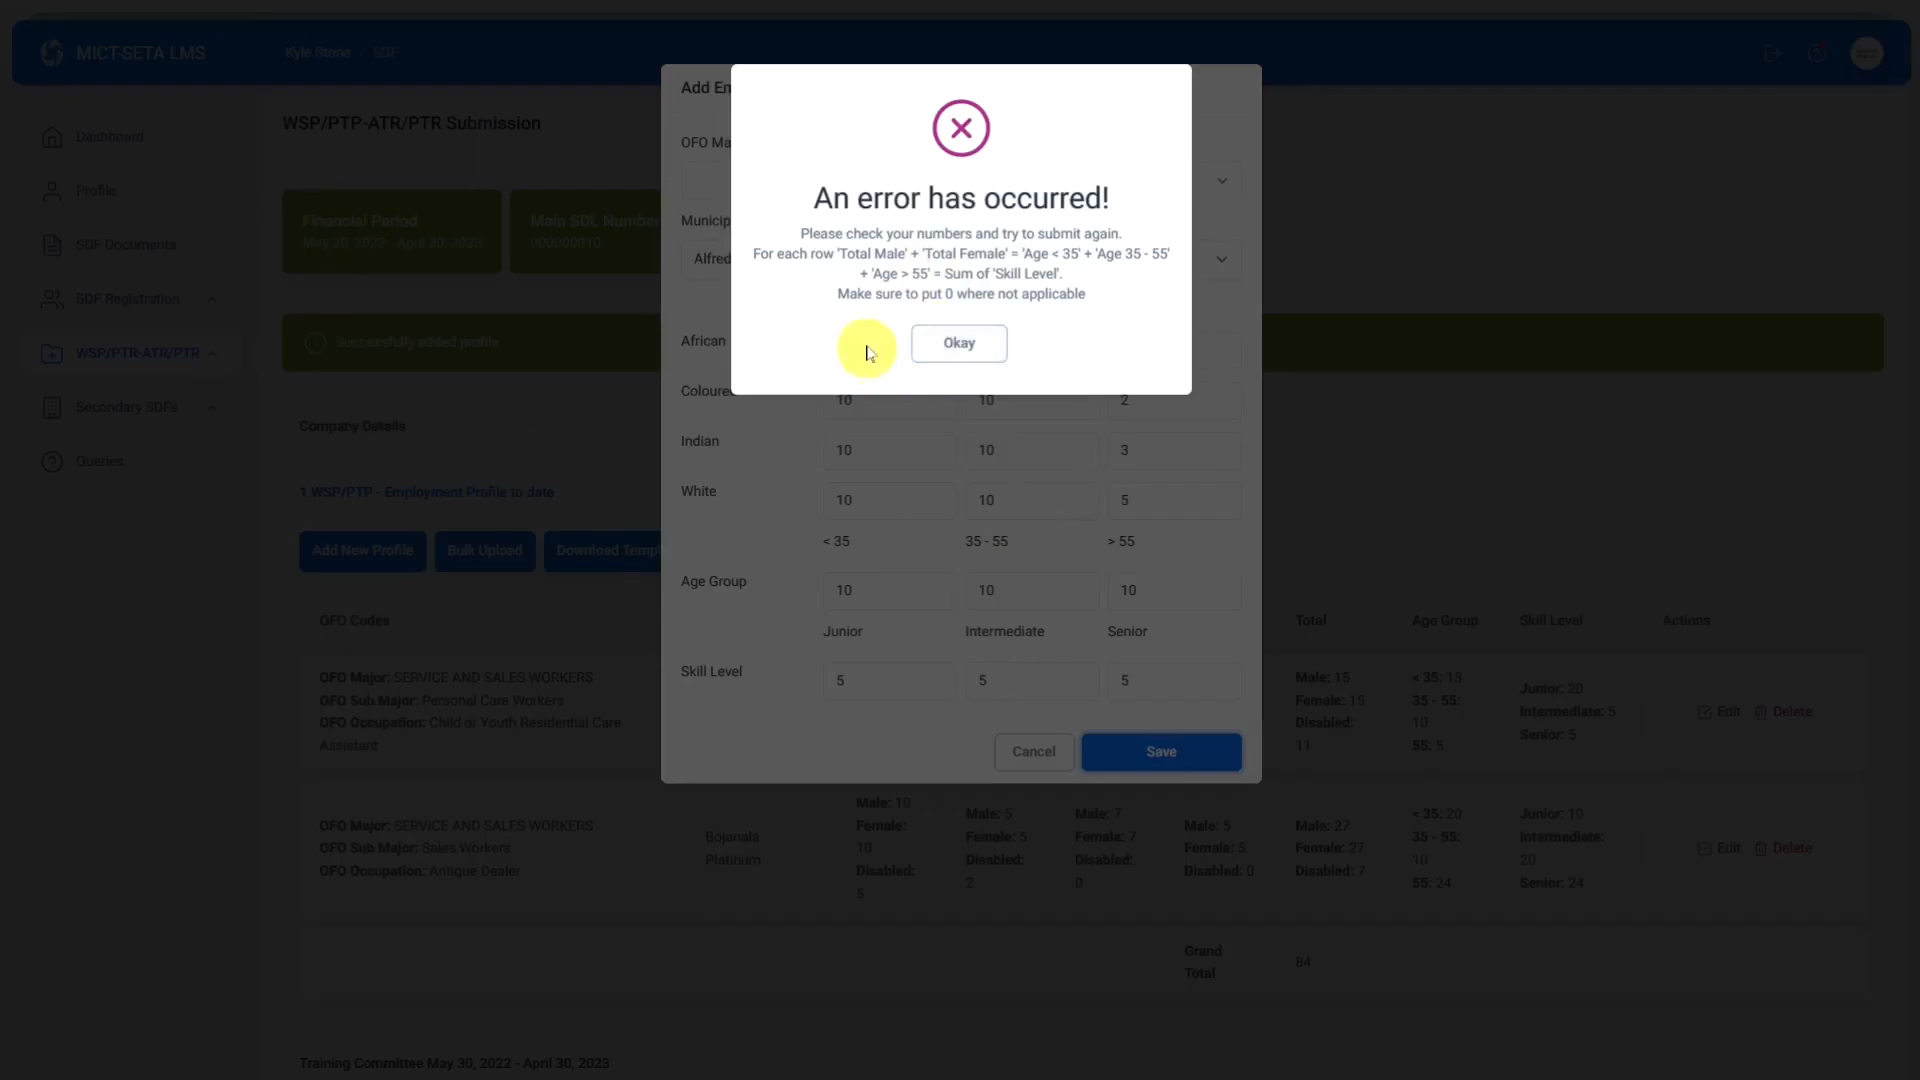 MICT-SETA LMS
Kyle Stone / SDF
Dashboard
Profile
SDF Documents
SDF Registration
WSP/PTR-ATR/PTR
Secondary SDFs
Queries
WSP/PTP-ATR/PTR Submission
Financial Period
May 30, 2022 - April 30, 2023
Main SDL Number
000000010
Successfully edited profile
Company Details
1 WSP/PTP - Employment Profile to date
Add New Profile
Bulk Upload
Download Templ
An error has occurred!
Please check your numbers and try to submit again.
For each row 'Total Male' + 'Total Female' = 'Age < 35' + 'Age 35 - 55'
+ 'Age > 55' = Sum of 'Skill Level'.
Make sure to put 0 where not applicable
Okay
Add En
OFO Ma
Municip
Alfred
African
Coloure
10 10 2
Indian
10 10 3
White
10 10 5
< 35 35 - 55 > 55
Age Group
10 10 10
Junior Intermediate Senior
Skill Level
5 5 5
Cancel
Save
OFO Codes
Total Age Group Skill Level Actions
OFO Major: SERVICE AND SALES WORKERS
OFO Sub Major: Personal Care Workers
OFO Occupation: Child or Youth Residential Care
Assistant
Male: 15
Female: 15
Disabled:
11
< 35: 15
35 - 55:
10
55: 5
Junior: 20
Intermediate: 5
Senior: 5
Edit
Delete
OFO Major: SERVICE AND SALES WORKERS
OFO Sub Major: Sales Workers
OFO Occupation: Antique Dealer
Bojanala
Platinum
Male: 10
Female:
10
Disabled:
5
Male: 5
Female: 5
Disabled:
2
Male: 7
Female: 7
Disabled:
0
Male: 5
Female: 5
Disabled: 0
Male: 27
Female: 27
Disabled: 7
< 35: 20
35 - 55:
10
55: 24
Junior: 10
Intermediate:
20
Senior: 24
Edit
Delete
Grand
Total
84
Training Committee May 30, 2022 - April 30, 2023